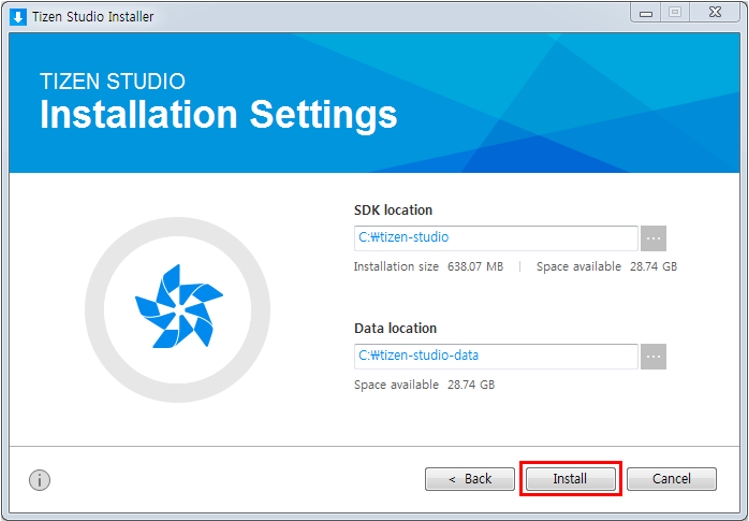 Tizen Studio Installer
TIZEN STUDIO
Installation Settings
SDK location
C:₩tizen-studio
...
Installation size 638.07 MB | Space available 28.74 GB
Data location
C:₩tizen-studio-data
...
Space available 28.74 GB
i
< Back
Install
Cancel